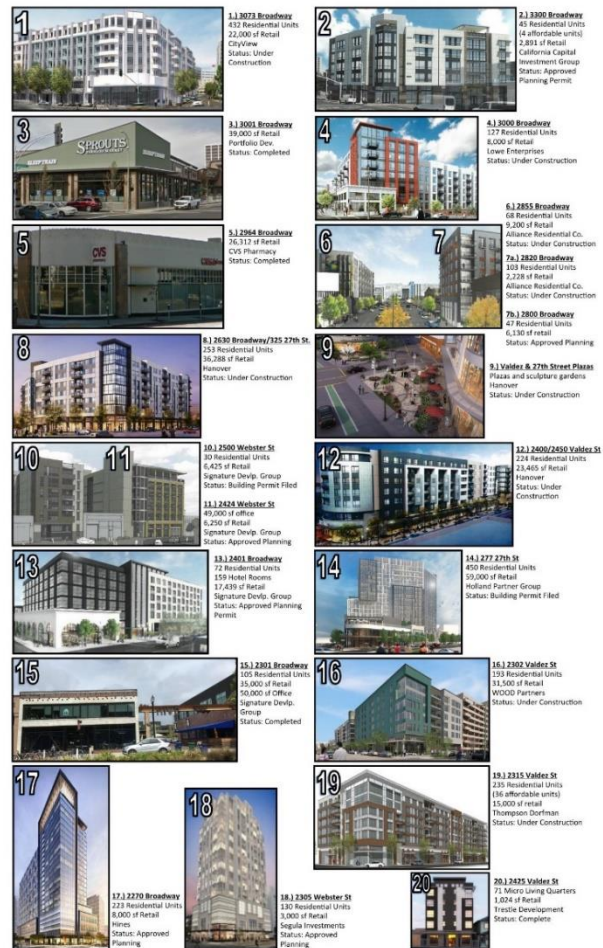 1
1.) 3073 Broadway
432 Residential Units
22,000 sf Retail
CityView
Status: Under
Construction
2
2.) 3300 Broadway
45 Residential Units
(4 affordable units)
2,891 sf Retail
California Capital
Investment Group
Status: Approved
Planning Permit
3
SPROUTS
3.) 3001 Broadway
39,000 sf Retail
Portfolio Dev.
Status: Completed
4
4.) 3000 Broadway
127 Residential Units
8,000 sf Retail
Lowe Enterprises
Status: Under Construction
5
CVS
5.) 2964 Broadway
26,312 sf Retail
CVS Pharmacy
Status: Completed
6
7
6.) 2855 Broadway
68 Residential Units
9,200 sf Retail
Alliance Residential Co.
Status: Under Construction
7a.) 2820 Broadway
103 Residential Units
2,228 sf Retail
Alliance Residential Co.
Status: Under Construction
7b.) 2800 Broadway
47 Residential Units
6,130 sf retail
Status: Approved Planning
8
8.) 2630 Broadway/325 27th St.
253 Residential Units
36,288 sf Retail
Hanover
Status: Under Construction
9
9.) Valdez & 27th Street Plazas
Plazas and sculpture gardens
Hanover
Status: Under Construction
10
11
10.) 2500 Webster St
30 Residential Units
6,425 sf Retail
Signature Devlp. Group
Status: Building Permit Filed
11.) 2424 Webster St
49,000 sf office
6,250 sf Retail
Signature Devlp. Group
Status: Approved Planning
12
12.) 2400/2450 Valdez St
224 Residential Units
23,465 sf Retail
Hanover
Status: Under
Construction
13
13.) 2401 Broadway
72 Residential Units
159 Hotel Rooms
17,439 sf Retail
Signature Devlp. Group
Status: Approved Planning
Permit
14
14.) 277 27th St
450 Residential Units
59,000 sf Retail
Holland Partner Group
Status: Building Permit Filed
15
15.) 2301 Broadway
105 Residential Units
35,000 sf Retail
50,000 sf Office
Signature Devlp.
Group
Status: Completed
16
16.) 2302 Valdez St
193 Residential Units
31,500 sf Retail
WOOD Partners
Status: Under Construction
17
17.) 2270 Broadway
223 Residential Units
8,000 sf Retail
Hines
Status: Approved
Planning
18
18.) 2305 Webster St
130 Residential Units
3,000 sf Retail
Segula Investments
Status: Approved
Planning
19
19.) 2315 Valdez St
235 Residential Units
(36 affordable units)
15,000 sf retail
Thompson Dorfman
Status: Under Construction
20
20.) 2425 Valdez St
71 Micro Living Quarters
1,024 sf Retail
Trestle Development
Status: Complete